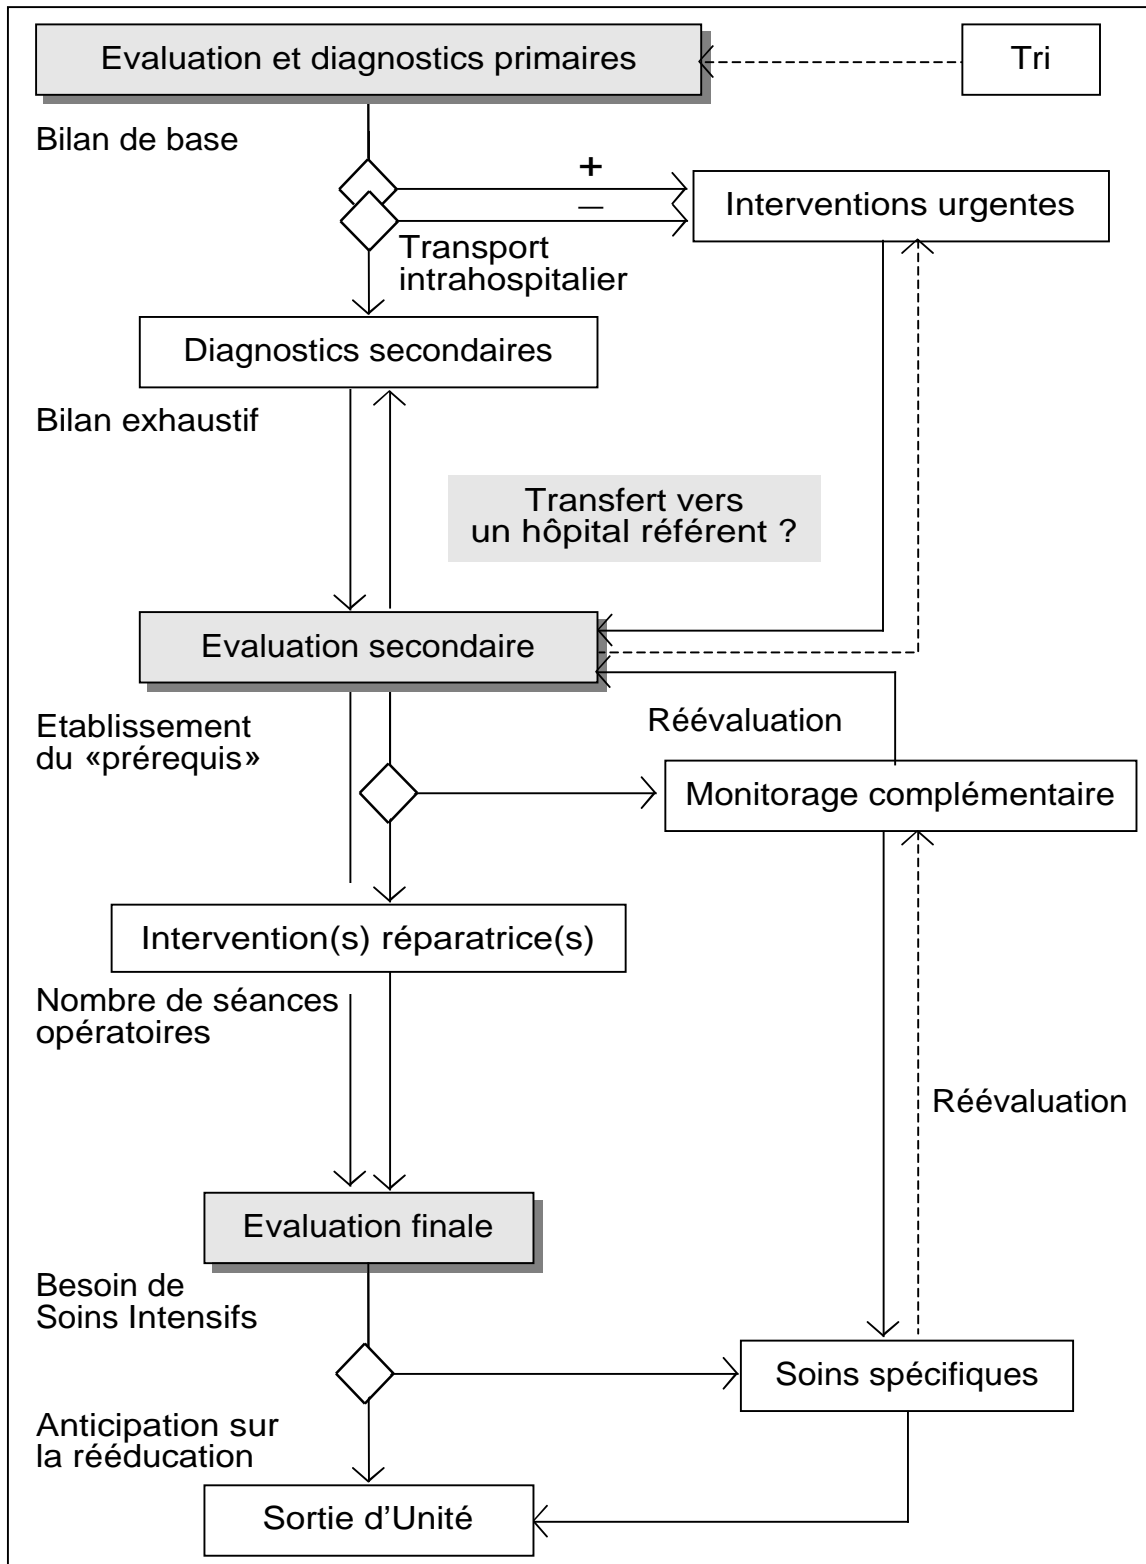 Evaluation et diagnostics primaires
Tri
Bilan de base
+
–
Interventions urgentes
Transport
intrahospitalier
Diagnostics secondaires
Bilan exhaustif
Transfert vers
un hôpital référent ?
Evaluation secondaire
Etablissement
du «prérequis»
Réévaluation
Monitorage complémentaire
Intervention(s) réparatrice(s)
Nombre de séances
opératoires
Réévaluation
Evaluation finale
Besoin de
Soins Intensifs
Soins spécifiques
Anticipation sur
la rééducation
Sortie d'Unité